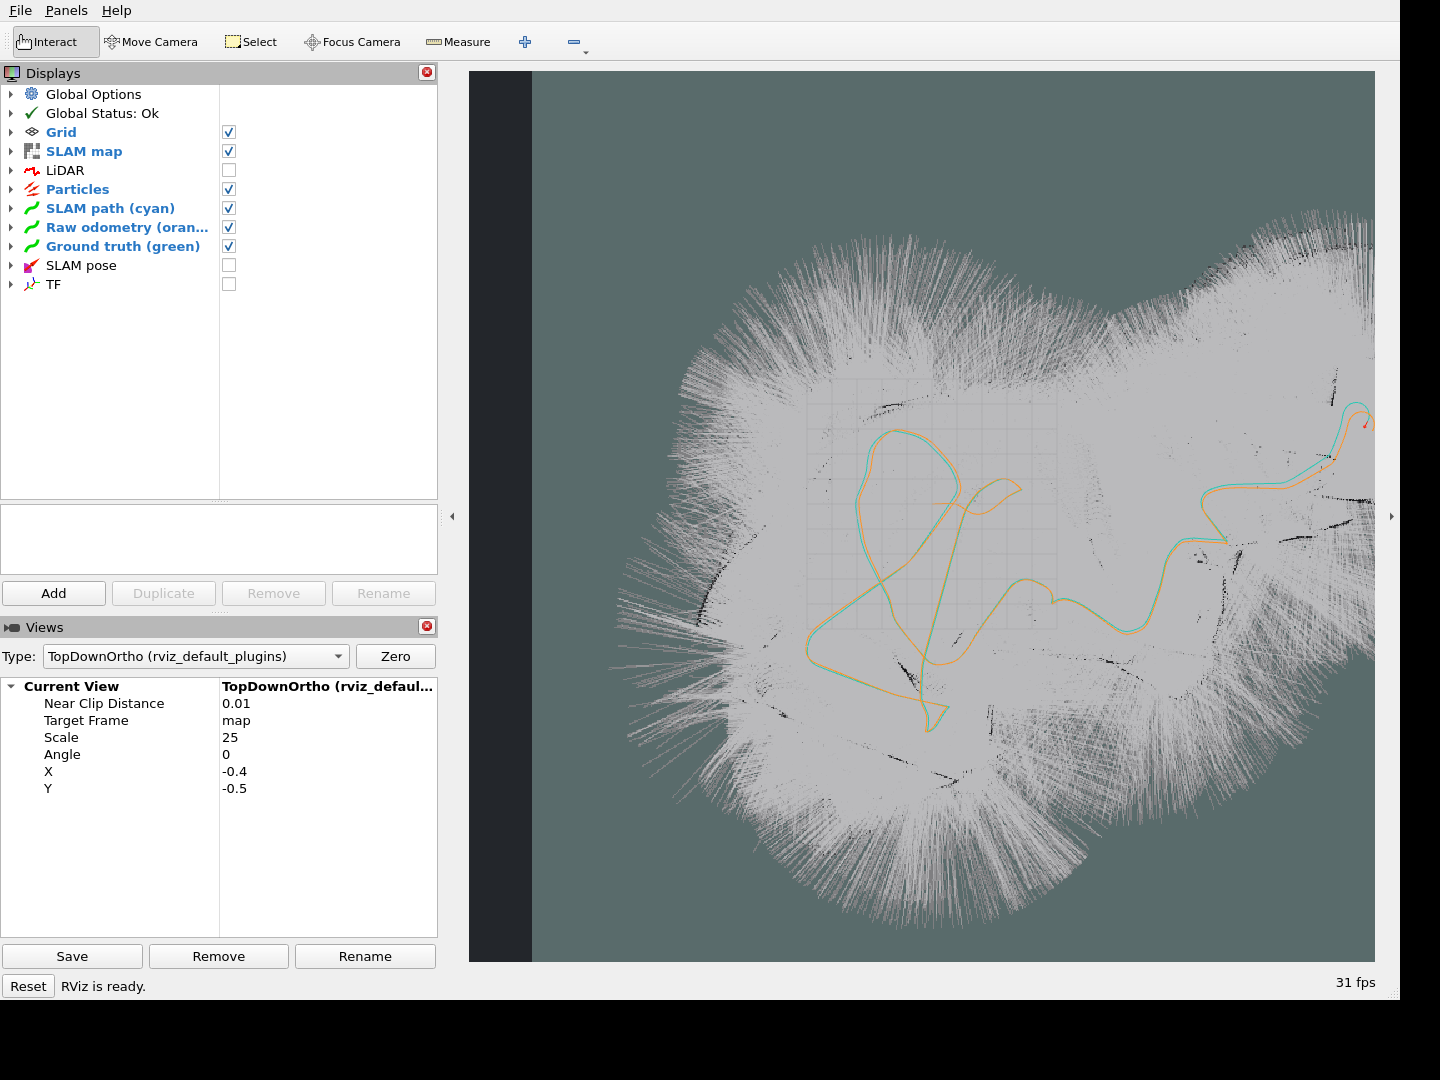 File Panels Help
Interact Move Camera Select Focus Camera Measure
Displays
Global Options
Global Status: Ok
Grid
SLAM map
LiDAR
Particles
SLAM path (cyan)
Raw odometry (oran...
Ground truth (green)
SLAM pose
TF
Add Duplicate Remove Rename
Views
Type: TopDownOrtho (rviz_default_plugins) Zero
Current View TopDownOrtho (rviz_defaul...
Near Clip Distance 0.01
Target Frame map
Scale 25
Angle 0
X -0.4
Y -0.5
Save Remove Rename
Reset RViz is ready. 31 fps